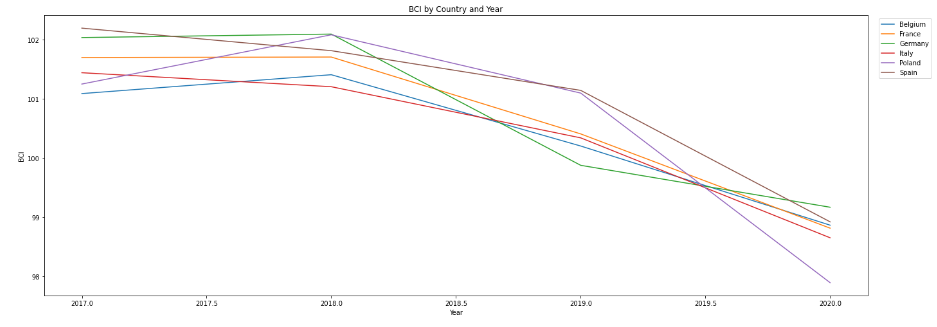 BCI by Country and Year
102
101
100
99
98
BCI
2017.0
2017.5
2018.0
2018.5
2019.0
2019.5
2020.0
Year
Belgium
France
Germany
Italy
Poland
Spain